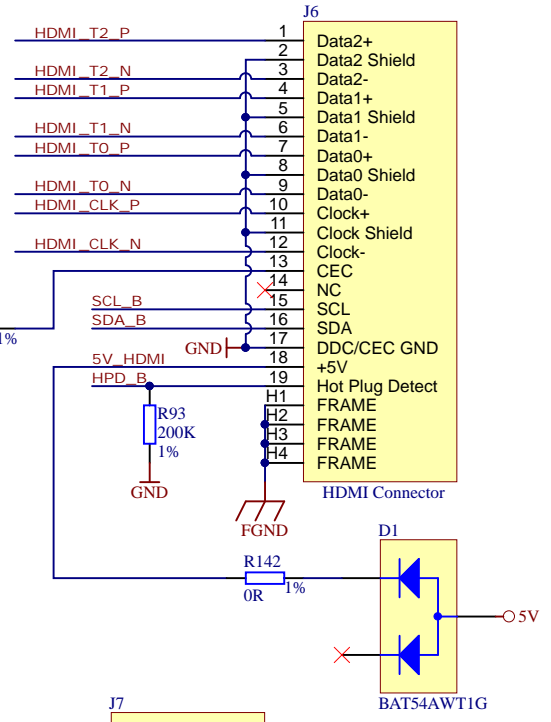 J6
HDMI_T2_P 1 Data2+
2 Data2 Shield
HDMI_T2_N 3 Data2-
HDMI_T1_P 4 Data1+
5 Data1 Shield
HDMI_T1_N 6 Data1-
HDMI_T0_P 7 Data0+
8 Data0 Shield
HDMI_T0_N 9 Data0-
HDMI_CLK_P 10 Clock+
11 Clock Shield
HDMI_CLK_N 12 Clock-
13 CEC
14 NC
SCL_B 15 SCL
SDA_B 16 SDA
1%
GND 17 DDC/CEC GND
5V_HDMI 18 +5V
HPD_B 19 Hot Plug Detect
H1 FRAME
H2 FRAME
H3 FRAME
H4 FRAME
R93
200K
1%
GND
HDMI Connector
FGND
D1
R142
0R 1%
5V
BAT54AWT1G
J7